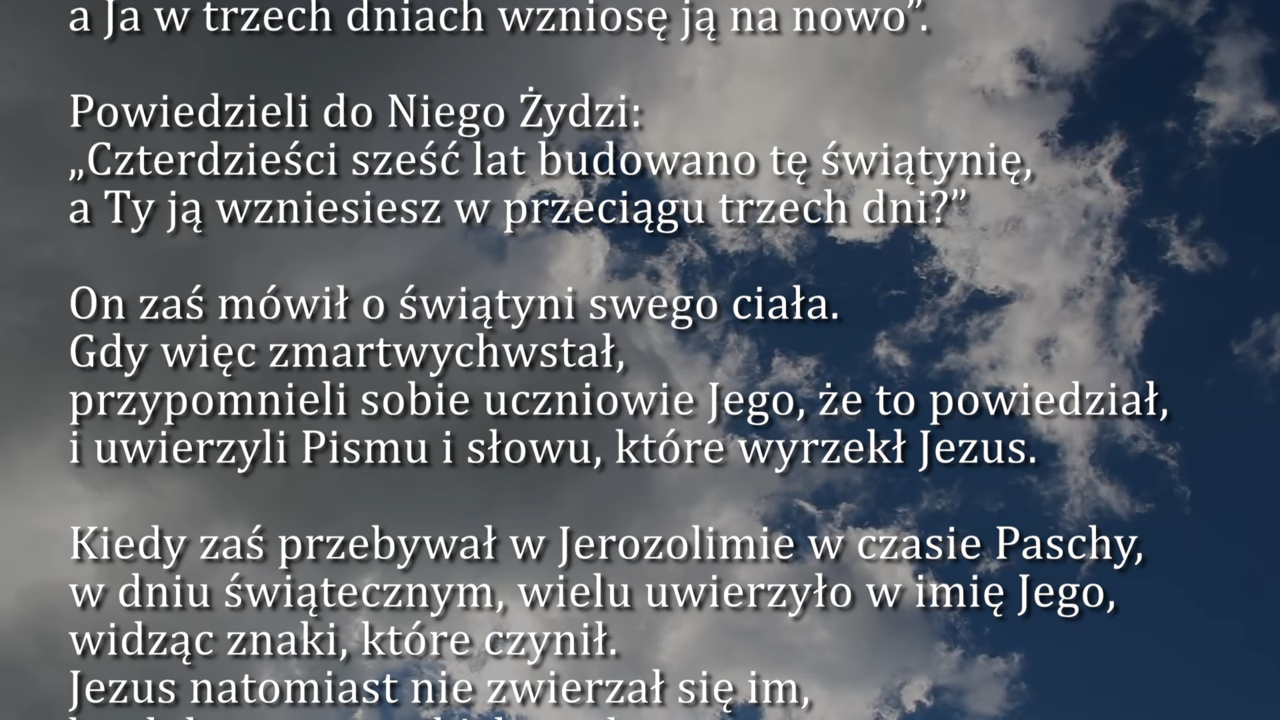 a Ja w trzech dniach wzniosę ją na nowo”.
Powiedzieli do Niego Żydzi:
„Czterdzieści sześć lat budowano tę świątynię,
a Ty ją wzniesiesz w przeciągu trzech dni?”
On zaś mówił o świątyni swego ciała.
Gdy więc zmartwychwstał,
przypomnieli sobie uczniowie Jego, że to powiedział,
i uwierzyli Pismu i słowu, które wyrzekł Jezus.
Kiedy zaś przebywał w Jerozolimie w czasie Paschy,
w dniu świątecznym, wielu uwierzyło w imię Jego,
widząc znaki, które czynił.
Jezus natomiast nie zwierzał się im,